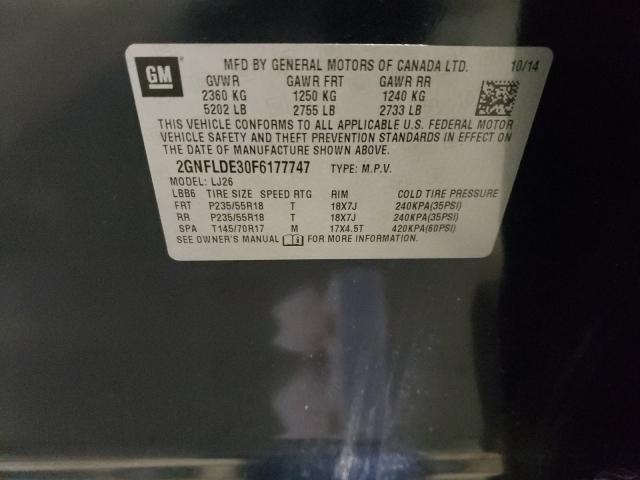 GM
MFD BY GENERAL MOTORS OF CANADA LTD. 10/14
GVWR GAWR FRT GAWR RR
2360 KG 1250 KG 1240 KG
5202 LB 2755 LB 2733 LB
THIS VEHICLE CONFORMS TO ALL APPLICABLE U.S. FEDERAL MOTOR
VEHICLE SAFETY AND THEFT PREVENTION STANDARDS IN EFFECT ON
THE DATE OF MANUFACTURE SHOWN ABOVE.
2GNFLDE30F6177747 TYPE: M.P.V.
MODEL: LJ26
LBB6 TIRE SIZE SPEED RTG RIM COLD TIRE PRESSURE
FRT P235/55R18 T 18X7J 240KPA(35PSI)
RR P235/55R18 T 18X7J 240KPA(35PSI)
SPA T145/70R17 M 17X4.5T 420KPA(60PSI)
SEE OWNER'S MANUAL FOR MORE INFORMATION.